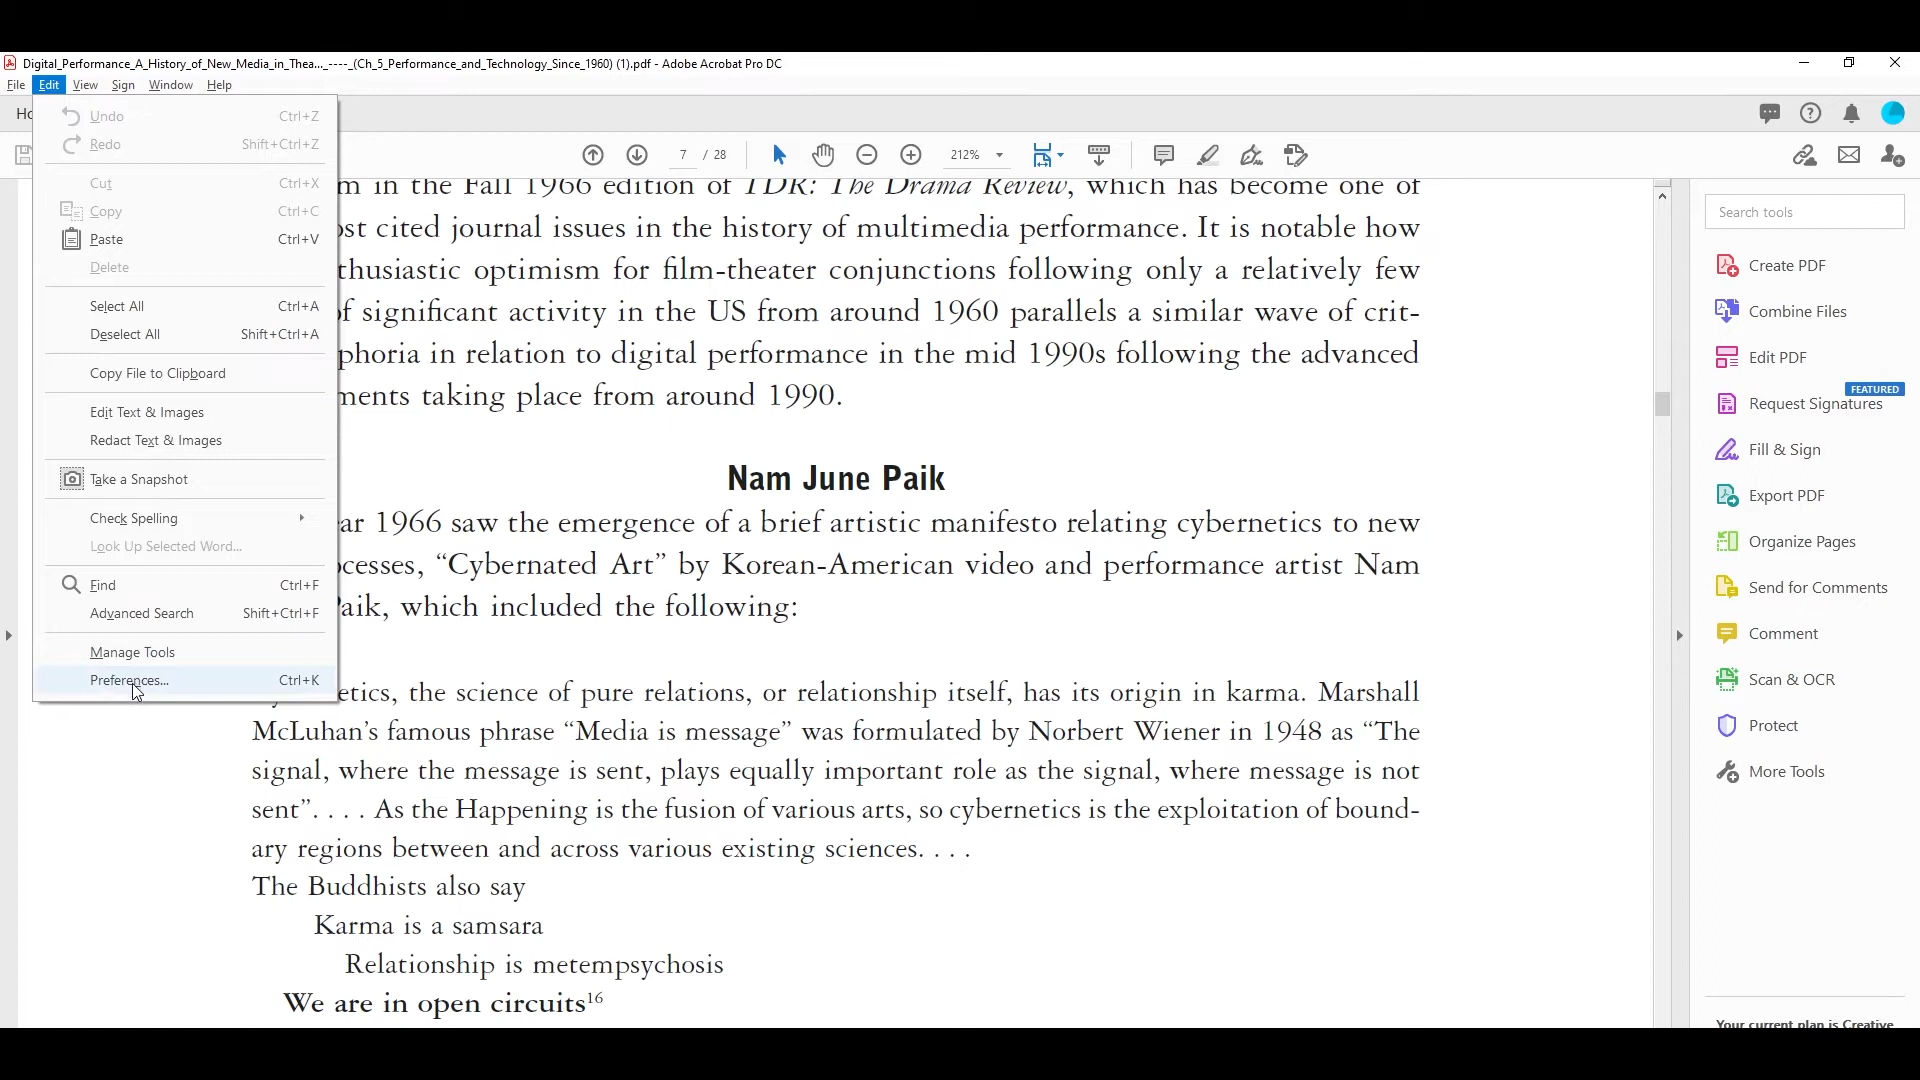 Digital_Performance_A_History_of_New_Media_in_Thea..._----_(Ch_5_Performance_and_Technology_Since_1960) (1).pdf - Adobe Acrobat Pro DC
File Edit View Sign Window Help
Undo Ctrl+Z
Redo Shift+Ctrl+Z
Cut Ctrl+X
Copy Ctrl+C
Paste Ctrl+V
Delete
Select All Ctrl+A
Deselect All Shift+Ctrl+A
Copy File to Clipboard
Edit Text & Images
Redact Text & Images
Take a Snapshot
Check Spelling
Look Up Selected Word...
Find Ctrl+F
Advanced Search Shift+Ctrl+F
Manage Tools
Preferences... Ctrl+K
7 / 28
212%
m in the Fall 1966 edition of TDR: The Drama Review, which has become one of
ost cited journal issues in the history of multimedia performance. It is notable how
thusiastic optimism for film-theater conjunctions following only a relatively few
f significant activity in the US from around 1960 parallels a similar wave of crit-
phoria in relation to digital performance in the mid 1990s following the advanced
ments taking place from around 1990.
Nam June Paik
ar 1966 saw the emergence of a brief artistic manifesto relating cybernetics to new
ocesses, “Cybernated Art” by Korean-American video and performance artist Nam
aik, which included the following:
etics, the science of pure relations, or relationship itself, has its origin in karma. Marshall
McLuhan’s famous phrase “Media is message” was formulated by Norbert Wiener in 1948 as “The
signal, where the message is sent, plays equally important role as the signal, where message is not
sent”. . . . As the Happening is the fusion of various arts, so cybernetics is the exploitation of bound-
ary regions between and across various existing sciences. . . .
The Buddhists also say
Karma is a samsara
Relationship is metempsychosis
We are in open circuits16
Search tools
Create PDF
Combine Files
Edit PDF
FEATURED
Request Signatures
Fill & Sign
Export PDF
Organize Pages
Send for Comments
Comment
Scan & OCR
Protect
More Tools
Your current plan is Creative